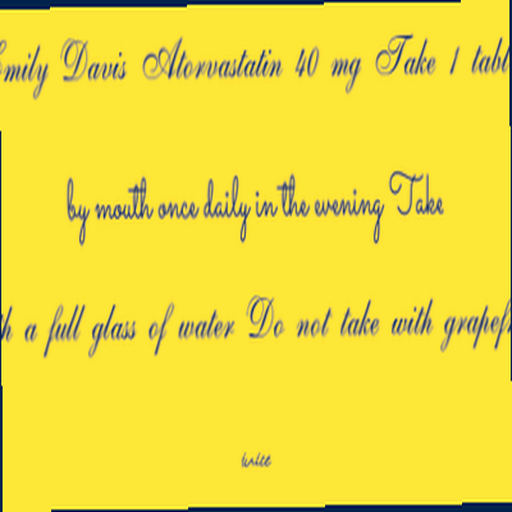 Emily Davis Atorvastatin 40 mg Take 1 tabl
by mouth once daily in the evening Take
h a full glass of water Do not take with grapef